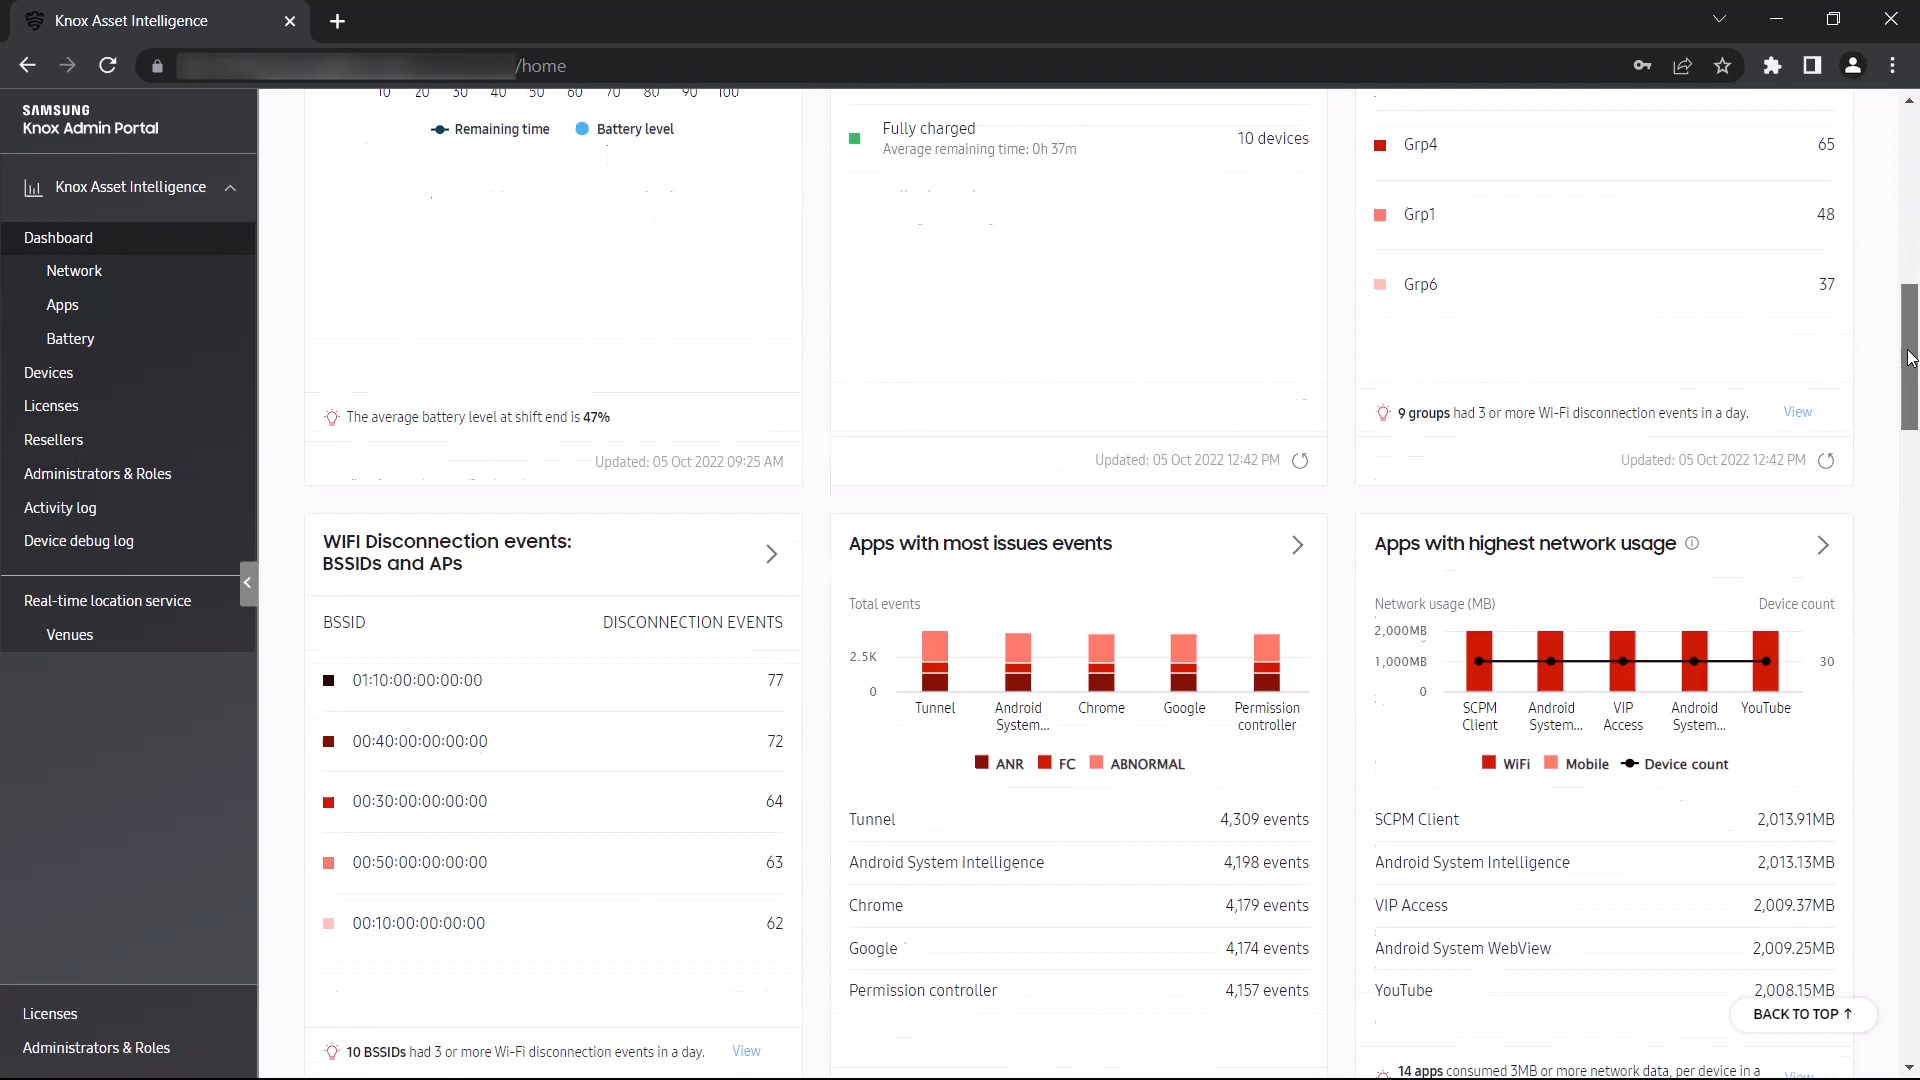 Knox Asset Intelligence
/home
SAMSUNG
Knox Admin Portal
Knox Asset Intelligence
Dashboard
Network
Apps
Battery
Devices
Licenses
Resellers
Administrators & Roles
Activity log
Device debug log
Real-time location service
Venues
Licenses
Administrators & Roles
10 20 30 40 50 60 70 80 90 100
Remaining time Battery level
The average battery level at shift end is 47%
Updated: 05 Oct 2022 09:25 AM
Fully charged
10 devices
Average remaining time: 0h 37m
Updated: 05 Oct 2022 12:42 PM
Grp4 65
Grp1 48
Grp6 37
9 groups had 3 or more Wi-Fi disconnection events in a day. View
Updated: 05 Oct 2022 12:42 PM
WIFI Disconnection events:
BSSIDs and APs
BSSID DISCONNECTION EVENTS
01:10:00:00:00:00 77
00:40:00:00:00:00 72
00:30:00:00:00:00 64
00:50:00:00:00:00 63
00:10:00:00:00:00 62
10 BSSIDs had 3 or more Wi-Fi disconnection events in a day. View
Apps with most issues events
Total events
2.5K
0
Tunnel Android System... Chrome Google Permission controller
ANR FC ABNORMAL
Tunnel 4,309 events
Android System Intelligence 4,198 events
Chrome 4,179 events
Google 4,174 events
Permission controller 4,157 events
Apps with highest network usage
Network usage (MB) Device count
2,000MB
1,000MB 30
0
SCPM Client Android System... VIP Access Android System... YouTube
WiFi Mobile Device count
SCPM Client 2,013.91MB
Android System Intelligence 2,013.13MB
VIP Access 2,009.37MB
Android System WebView 2,009.25MB
YouTube 2,008.15MB
BACK TO TOP ↑
14 apps consumed 3MB or more network data, per device in a View